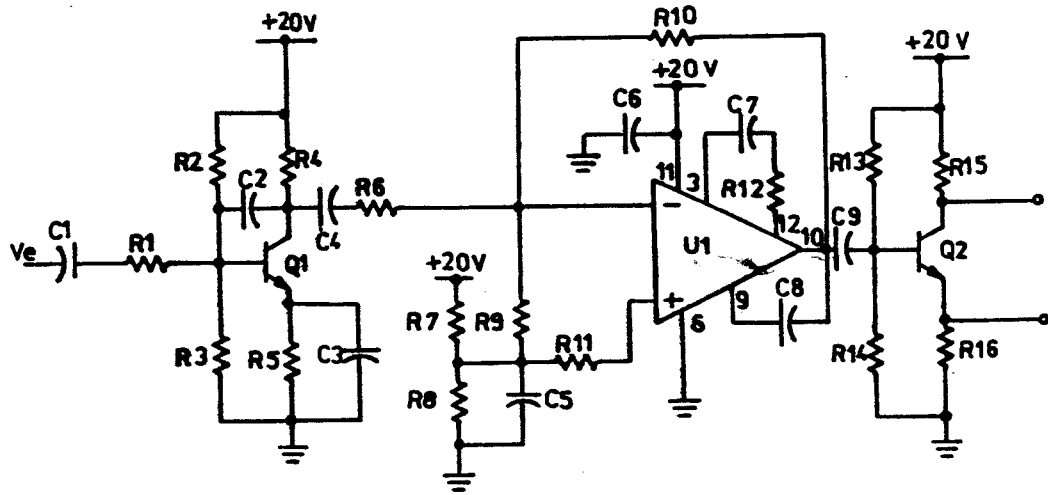 R10
+20V
+20V
+20 V
C6
C7
R2
R4
C2
R6
11
3
R12
R13
R15
C1
R1
C4
12
C9
Ve
Q1
+20V
U1
10
Q2
R7
R9
9
C8
R3
R5
C3
R11
6
R14
R16
R8
C5